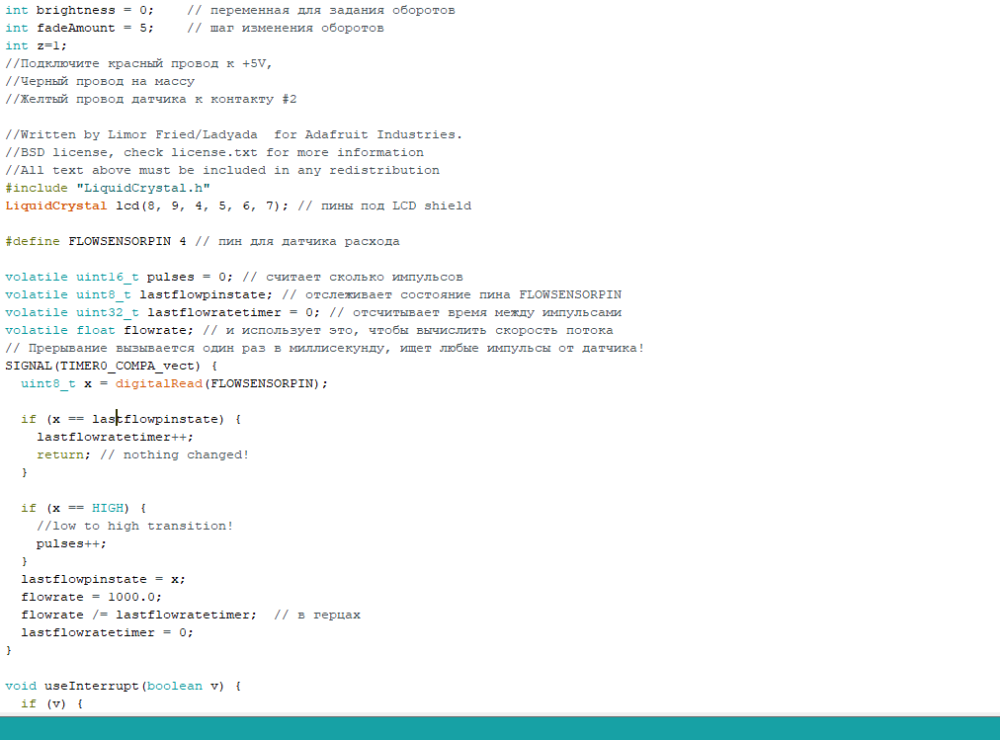 int brightness = 0;    // переменная для задания оборотов
int fadeAmount = 5;    // шаг изменения оборотов
int z=1;
//Подключите красный провод к +5V,
//Черный провод на массу
//Желтый провод датчика к контакту #2

//Written by Limor Fried/Ladyada  for Adafruit Industries.
//BSD license, check license.txt for more information
//All text above must be included in any redistribution
#include "LiquidCrystal.h"
LiquidCrystal lcd(8, 9, 4, 5, 6, 7); // пины под LCD shield

#define FLOWSENSORPIN 4 // пин для датчика расхода

volatile uint16_t pulses = 0; // считает сколько импульсов
volatile uint8_t lastflowpinstate; // отслеживает состояние пина FLOWSENSORPIN
volatile uint32_t lastflowratetimer = 0; // отсчитывает время между импульсами
volatile float flowrate; // и использует это, чтобы вычислить скорость потока
// Прерывание вызывается один раз в миллисекунду, ищет любые импульсы от датчика!
SIGNAL(TIMER0_COMPA_vect) {
  uint8_t x = digitalRead(FLOWSENSORPIN);

  if (x == lastflowpinstate) {
    lastflowratetimer++;
    return; // nothing changed!
  }

  if (x == HIGH) {
    //low to high transition!
    pulses++;
  }
  lastflowpinstate = x;
  flowrate = 1000.0;
  flowrate /= lastflowratetimer;  // в герцах
  lastflowratetimer = 0;
}

void useInterrupt(boolean v) {
  if (v) {